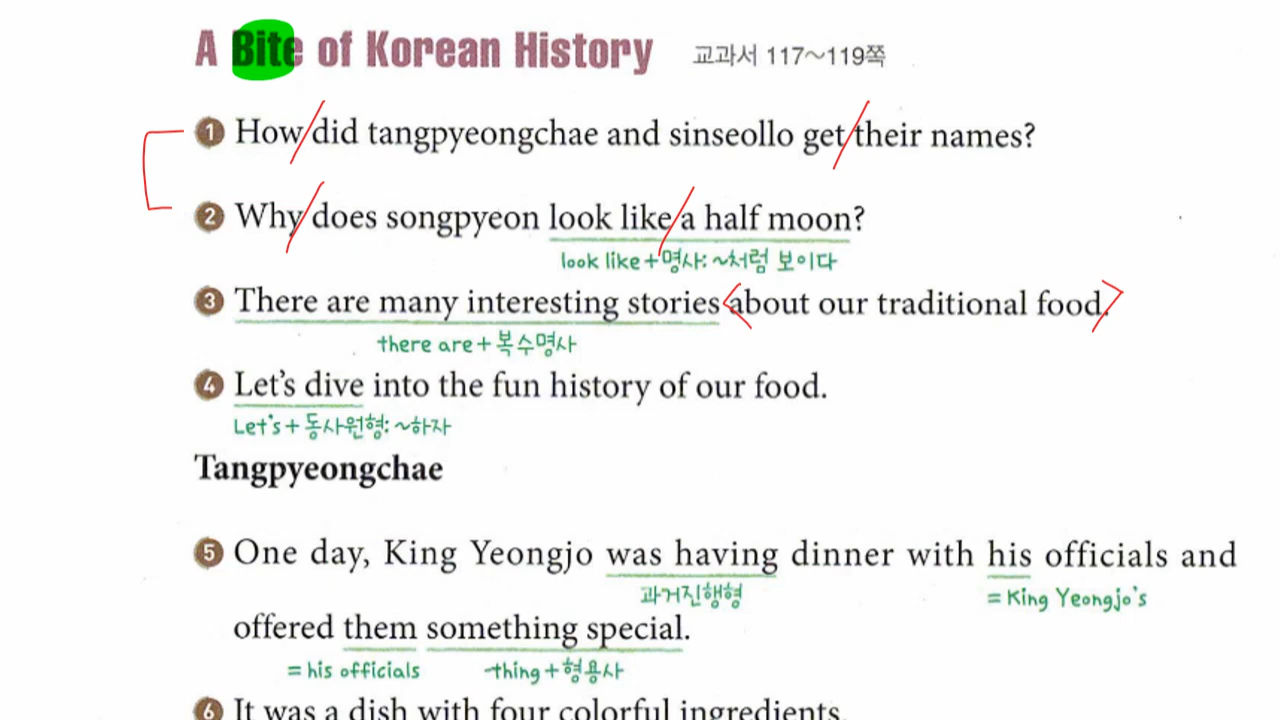 A Bite of Korean History 교과서 117~119쪽
1 How did tangpyeongchae and sinseollo get their names?
2 Why does songpyeon look like a half moon?
look like+명사: ~처럼 보이다
3 There are many interesting stories about our traditional food.
there are+복수명사
4 Let's dive into the fun history of our food.
Let's+동사원형: ~하자
Tangpyeongchae
5 One day, King Yeongjo was having dinner with his officials and
과거진행형 = King Yeongjo's
offered them something special.
= his officials -thing+형용사
6 It was a dish with four colorful ingredients.